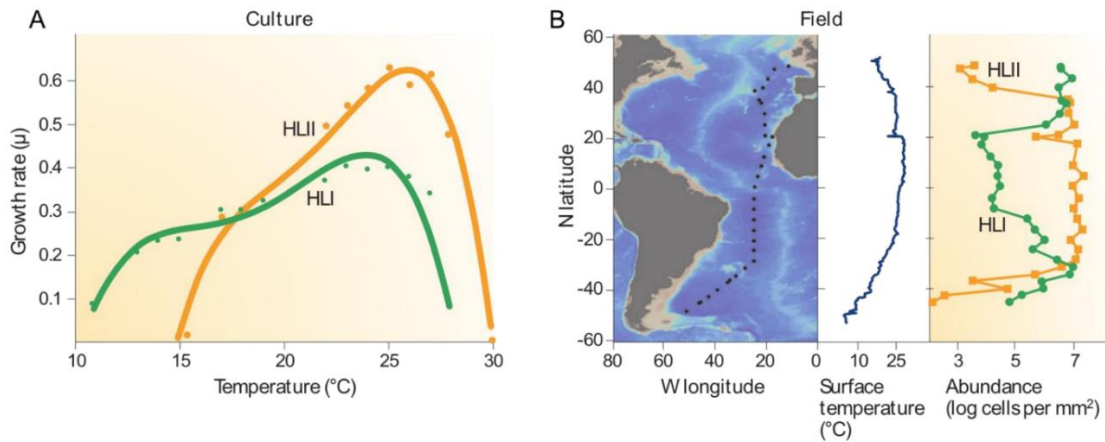 A
Culture
Growth rate (μ)
0.6
0.5
0.4
0.3
0.2
0.1
HLII
HLI
10
15
20
25
30
Temperature (°C)
B
Field
N latitude
60
40
20
0
-20
-40
-60
80
60
40
20
0
W longitude
10
25
Surface
temperature
(°C)
HLII
HLI
3
5
7
Abundance
(log cells per mm²)